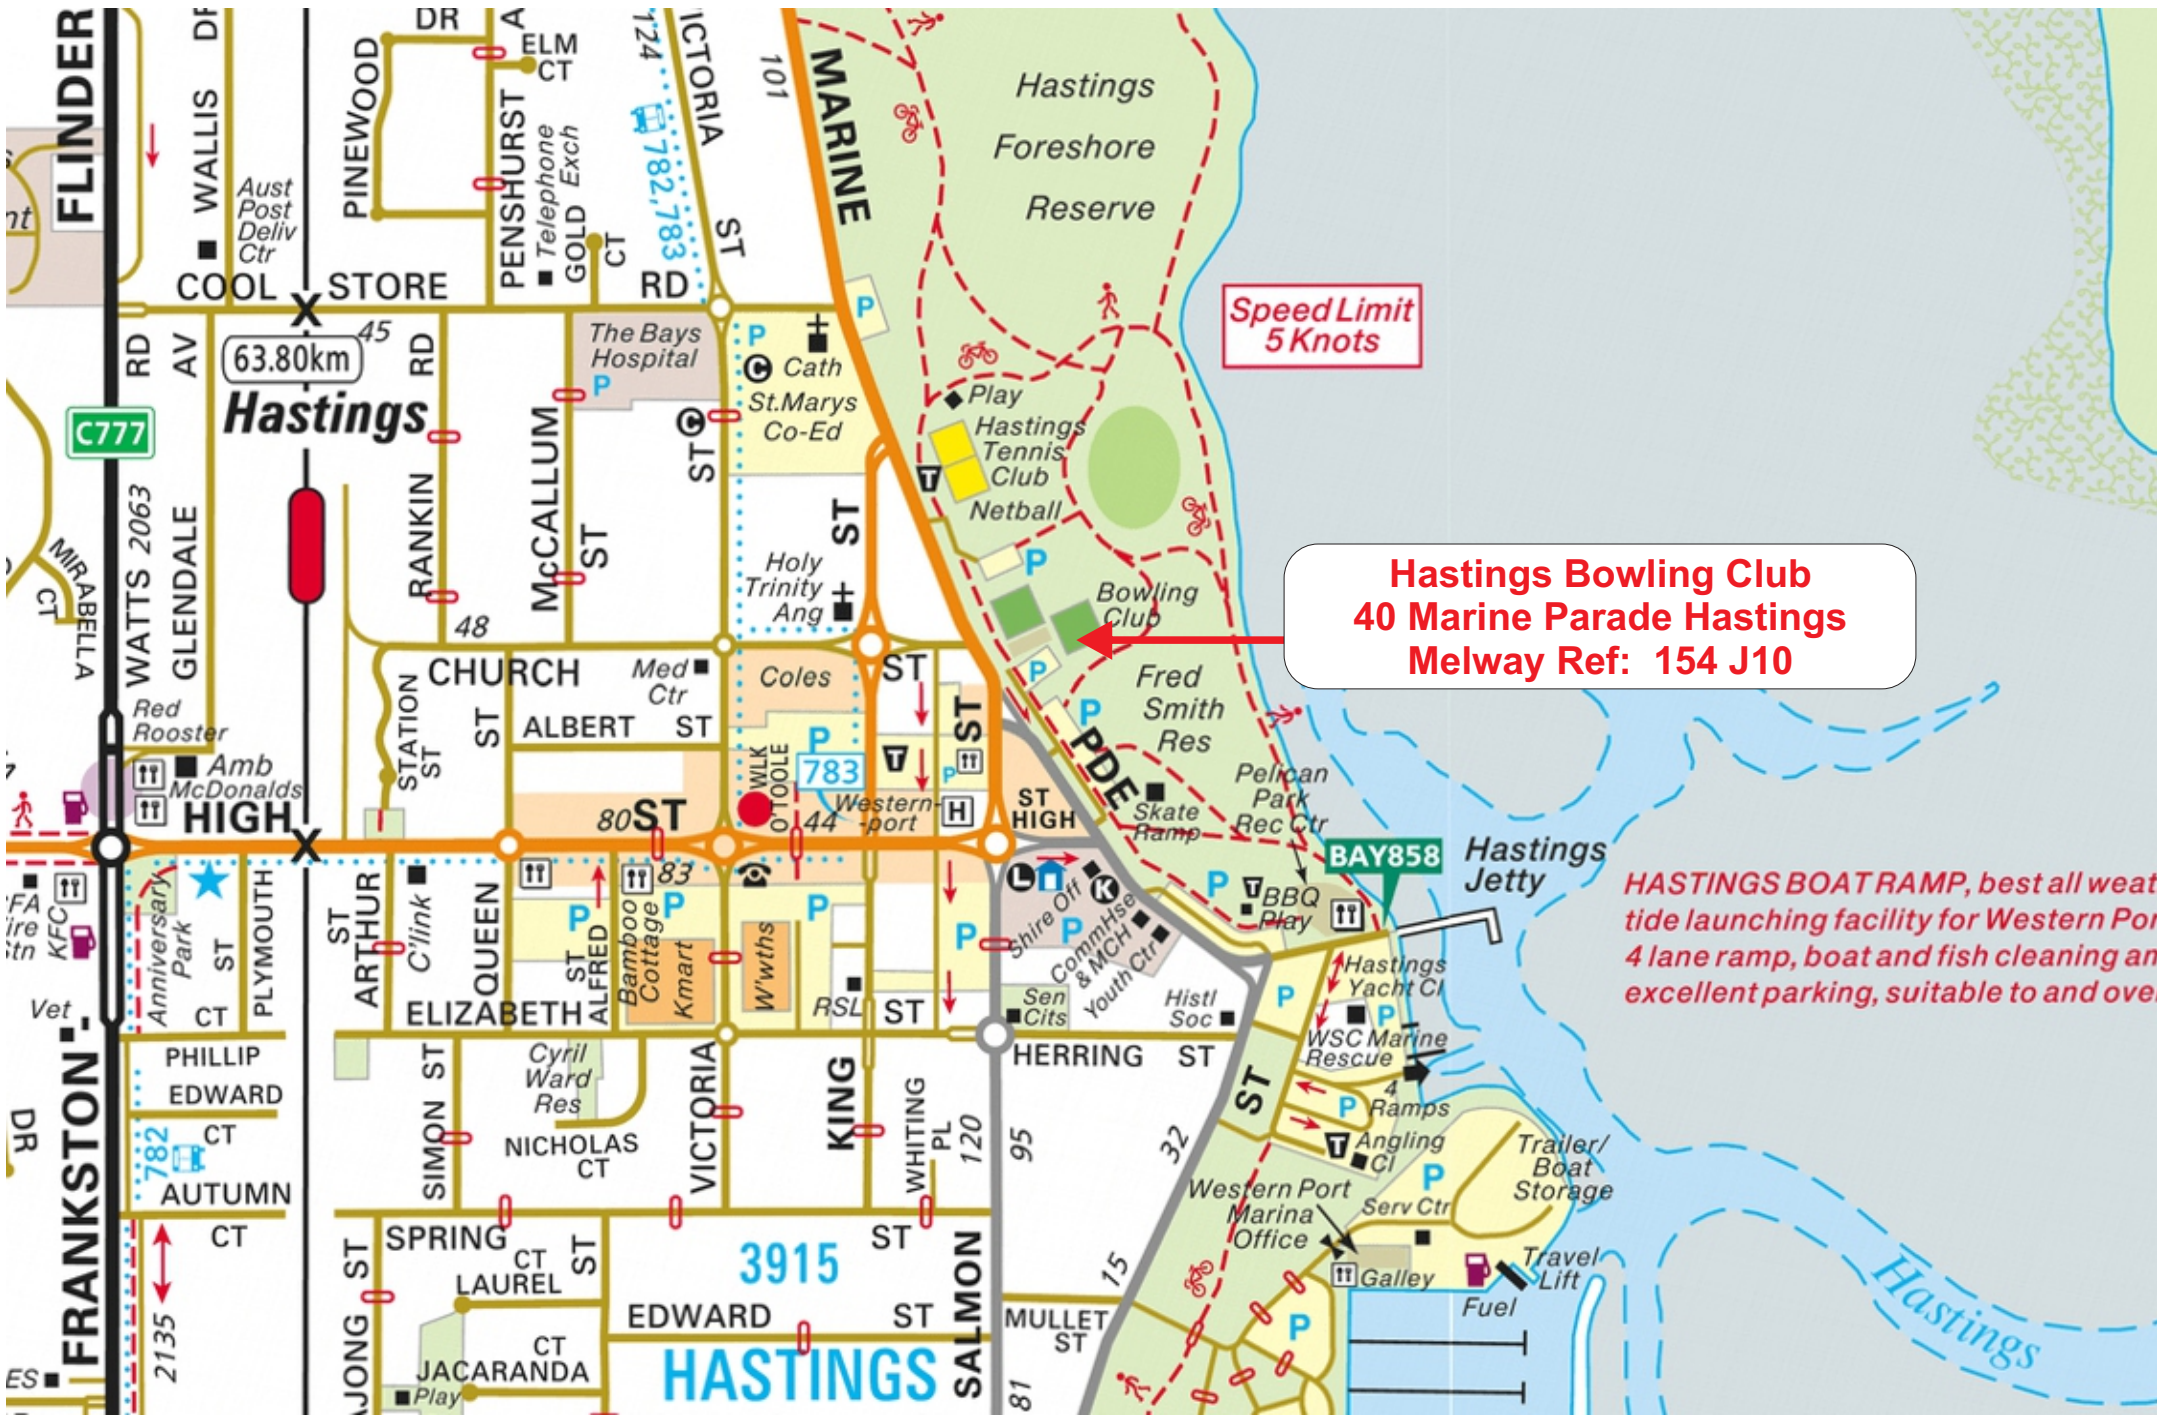 FLINDER
WALLIS
DR
DR
A
ELM
CT
PINEWOOD
PENSHURST
Telephone
Exch
GOLD
CT
124
VICTORIA
ST
782,783
101
MARINE
Hastings
Foreshore
Reserve
Aust
Post
Deliv
Ctr
nt
COOL
STORE
RD
45
63.80km
Hastings
RD
AV
RD
The Bays
Hospital
P
P
C
Cath
St.Marys
Co-Ed
P
Speed Limit
5 Knots
Play
Hastings
Tennis
Club
Netball
T
C777
C
ST
McCALLUM
ST
RANKIN
WATTS
2063
GLENDALE
MIRABELLA
CT
ST
Holy
Trinity
Ang
P
Bowling
Club
Hastings Bowling Club
40 Marine Parade Hastings
Melway Ref: 154 J10
48
CHURCH
ST
Med
Ctr
Coles
P
Fred
Smith
Res
P
PDE
STATION
ST
ST
ALBERT
ST
Red
Rooster
Amb
McDonalds
HIGH
80
ST
WLK
O'TOOLE
P
783
44
Western-
-port
T
ST
P
H
ST
HIGH
Skate
Ramp
Pelican
Park
Rec Ctr
BAY858
Hastings
Jetty
HASTINGS BOAT RAMP, best all weat
tide launching facility for Western Por
4 lane ramp, boat and fish cleaning an
excellent parking, suitable to and ove
FA
ire
tn
KFC
Anniversary
Park
ST
PLYMOUTH
ST
ARTHUR
C'link
QUEEN
83
P
ST
ALFRED
Bamboo
Cottage
P
Kmart
W'wths
P
RSL
P
L
Shire Off
K
P
CommHse
& MCH
Youth Ctr
P
T
BBQ
Play
Sen
Cits
Histl
Soc
P
Hastings
Yacht Cl
P
WSC Marine
Rescue
Vet
CT
ELIZABETH
ST
PHILLIP
EDWARD
CT
HERRING
ST
Cyril
Ward
Res
SIMON
ST
NICHOLAS
CT
VICTORIA
KING
WHITING
PL
120
95
32
ST
4
Ramps
P
T
Angling
Cl
P
Trailer/
Boat
Storage
DR
FRANKSTON -
782
AUTUMN
CT
Western Port
Marina
Office
Serv Ctr
Galley
Travel
Lift
Fuel
SPRING
ST
CT
LAUREL
ST
ST
AJONG
3915
EDWARD
ST
HASTINGS
SALMON
MULLET
ST
15
81
P
2135
CT
JACARANDA
Play
ES
Hastings